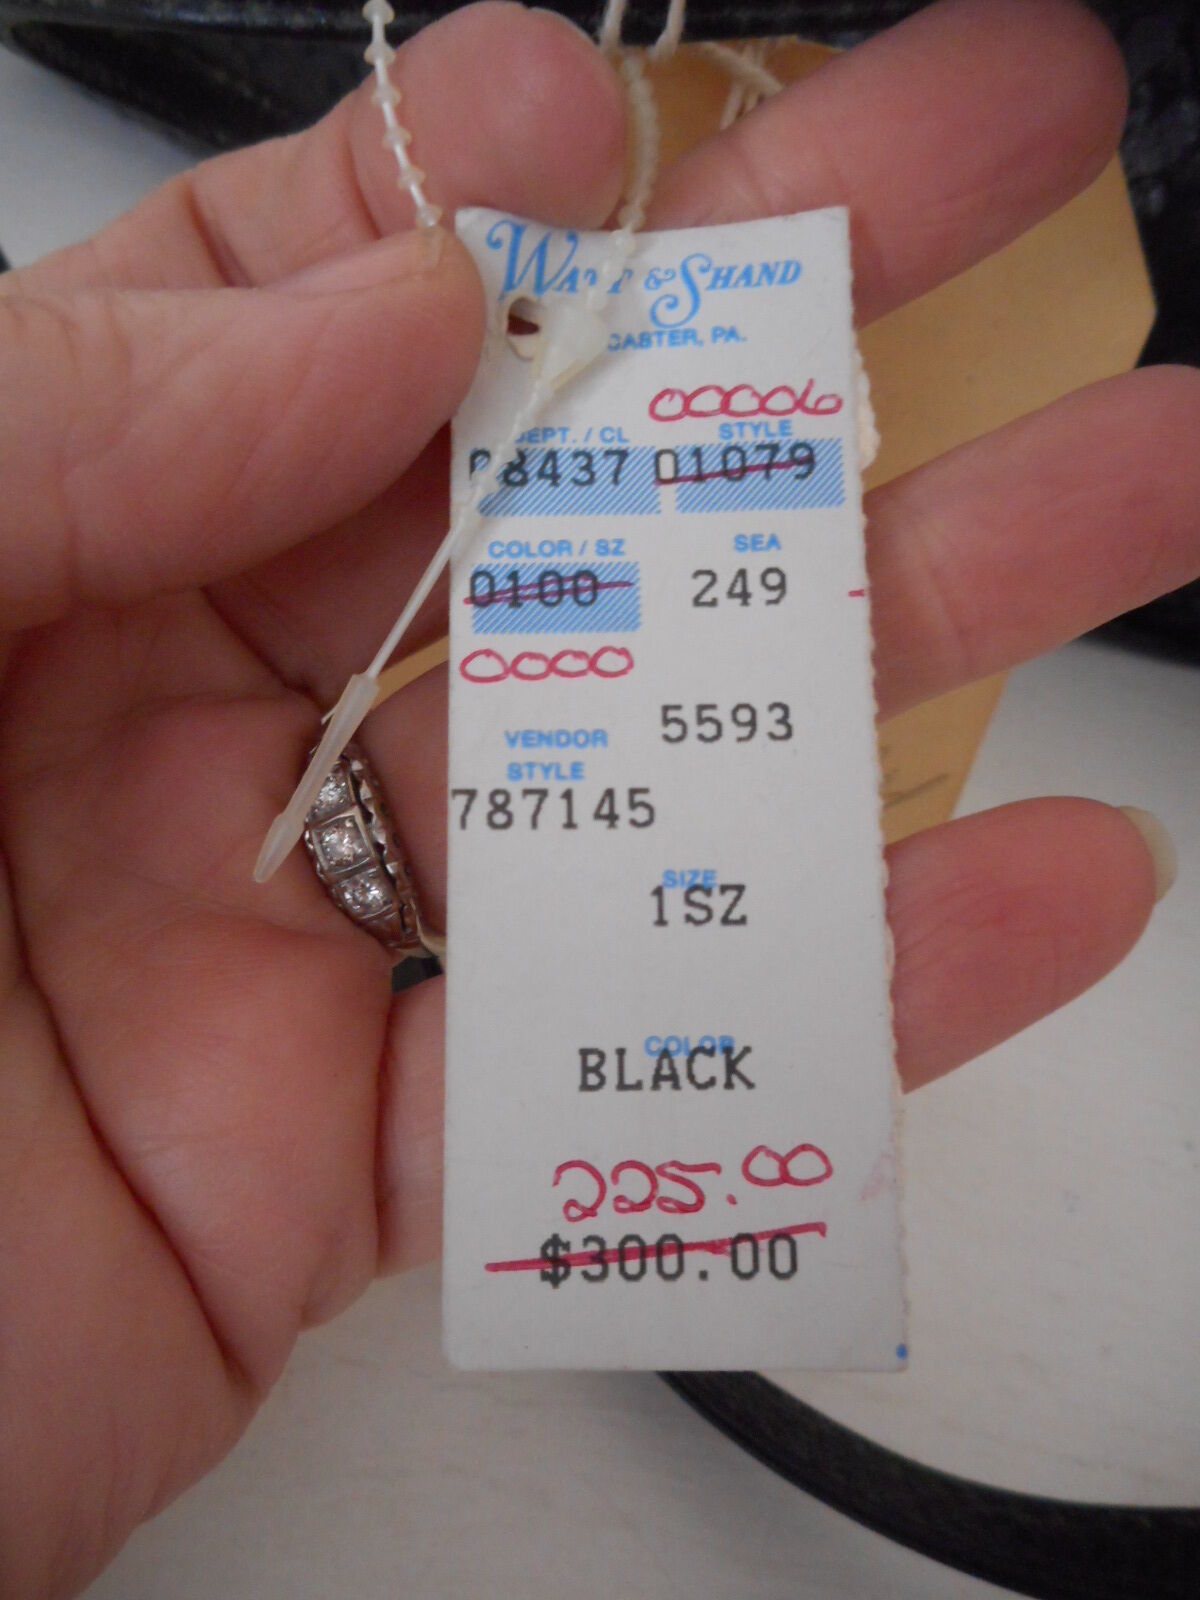 & SHAND
CASTER, PA.
00006
DEPT. / CL STYLE
8437 01079
COLOR / SZ SEA
0100 249
0000
5593
VENDOR
STYLE
787145
SIZE
1SZ
COLOR
BLACK
225.00
$300.00